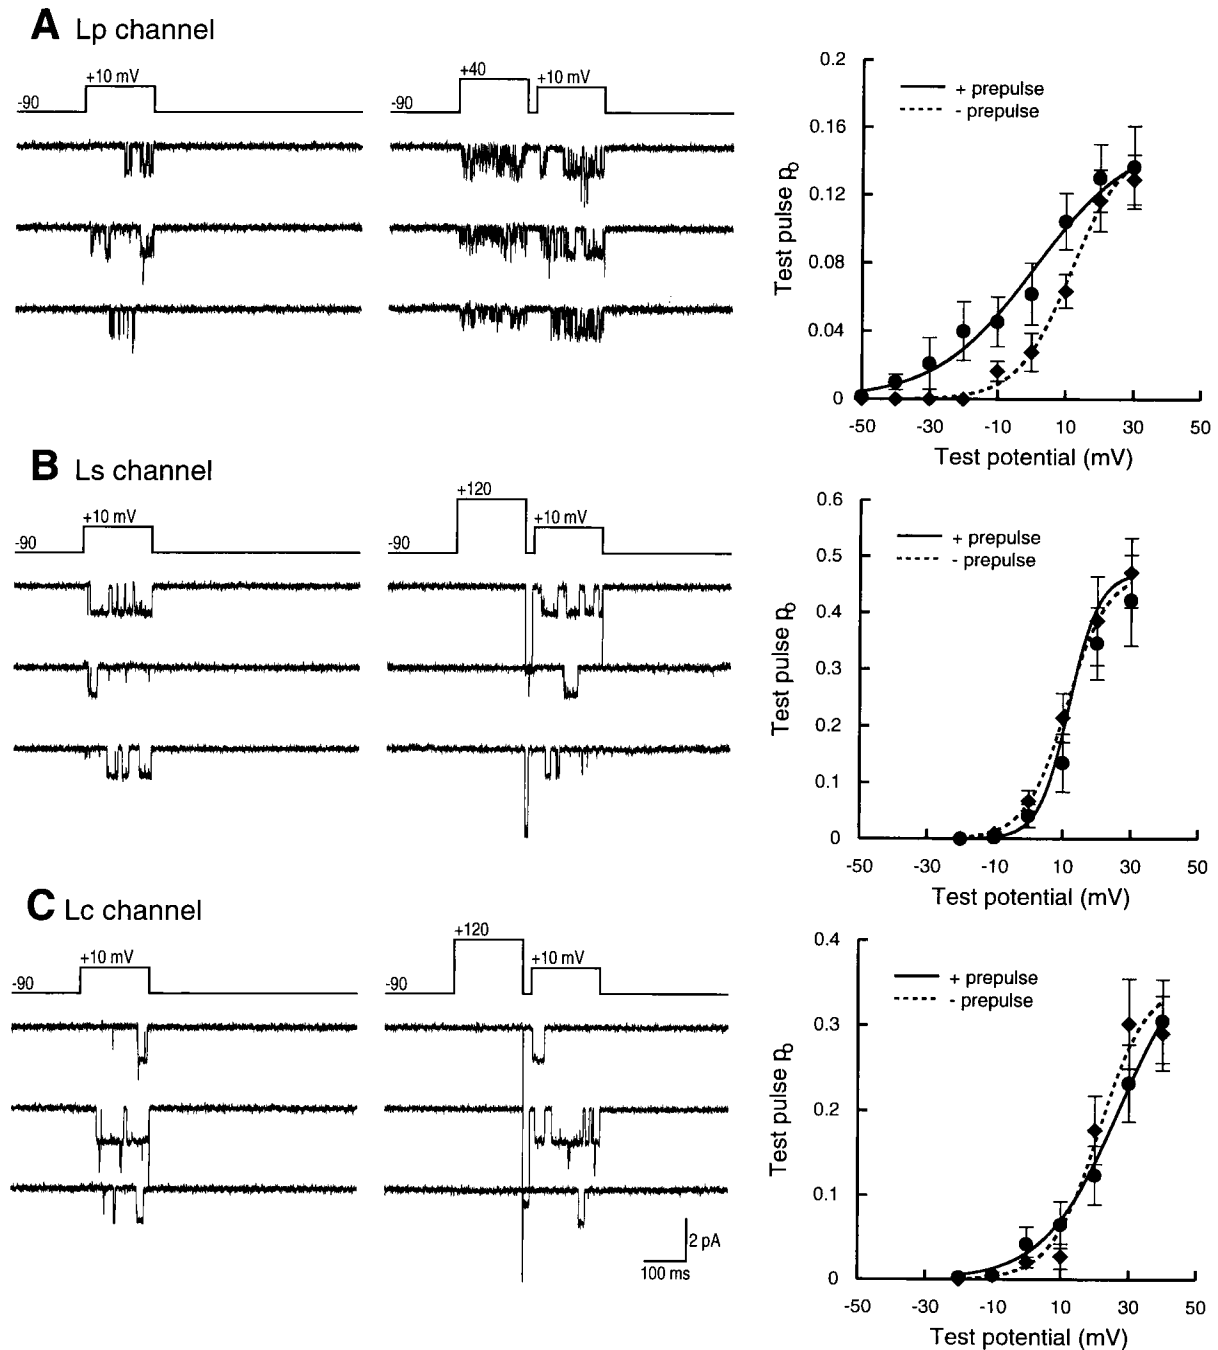 A Lp channel
+10 mV
-90
+40
+10 mV
-90
0.2
0.16
0.12
0.08
0.04
0
Test pulse po
+ prepulse
- prepulse
-50 -30 -10 10 30 50
Test potential (mV)
B Ls channel
+10 mV
-90
+120
+10 mV
-90
0.6
0.5
0.4
0.3
0.2
0.1
0
Test pulse po
+ prepulse
- prepulse
-50 -30 -10 10 30 50
Test potential (mV)
C Lc channel
+10 mV
-90
+120
+10 mV
-90
2 pA
100 ms
0.4
0.3
0.2
0.1
0
Test pulse po
+ prepulse
- prepulse
-50 -30 -10 10 30 50
Test potential (mV)